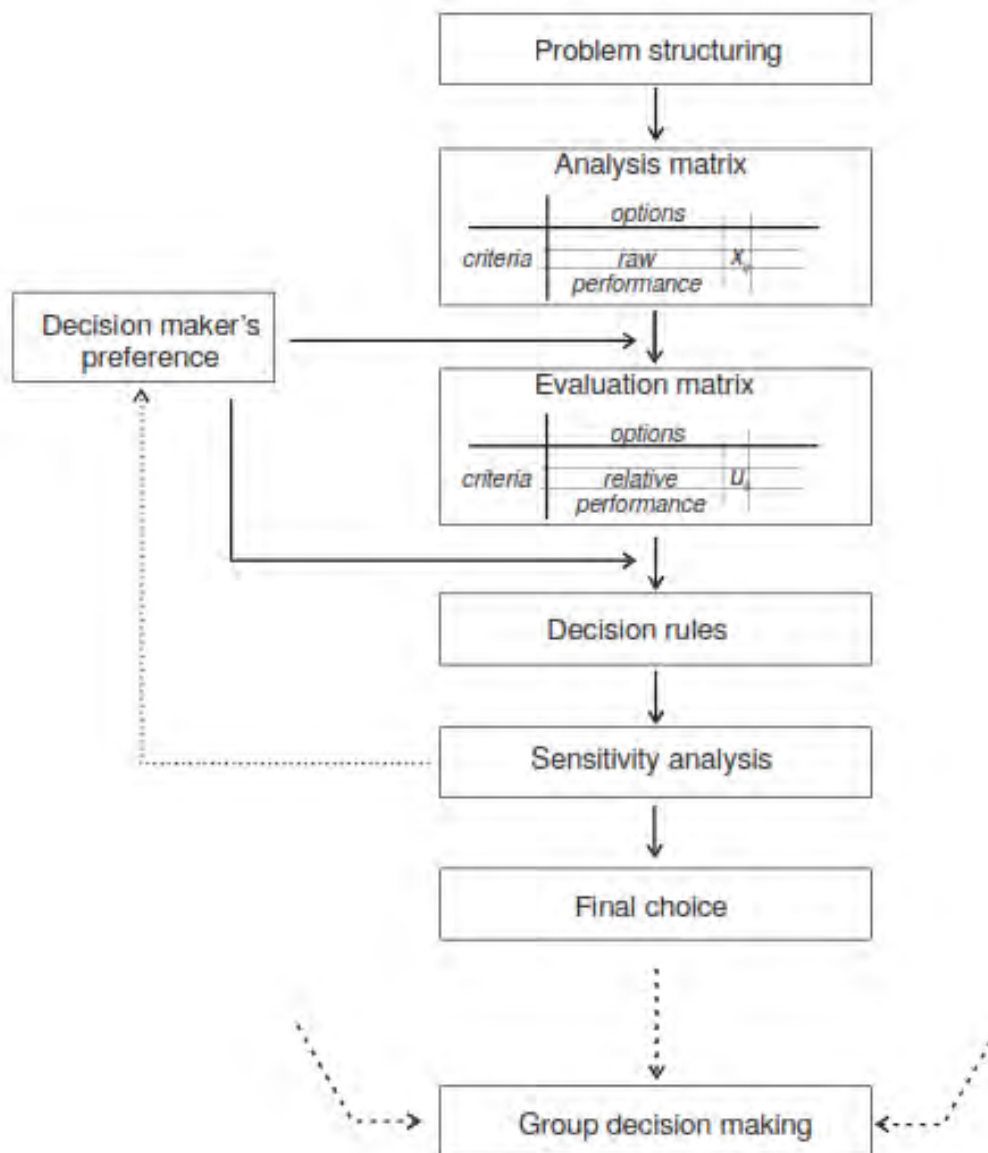 Problem structuring
Analysis matrix
options
criteria
raw
performance
X
Decision maker's
preference
Evaluation matrix
options
criteria
relative
performance
u
Decision rules
Sensitivity analysis
Final choice
Group decision making